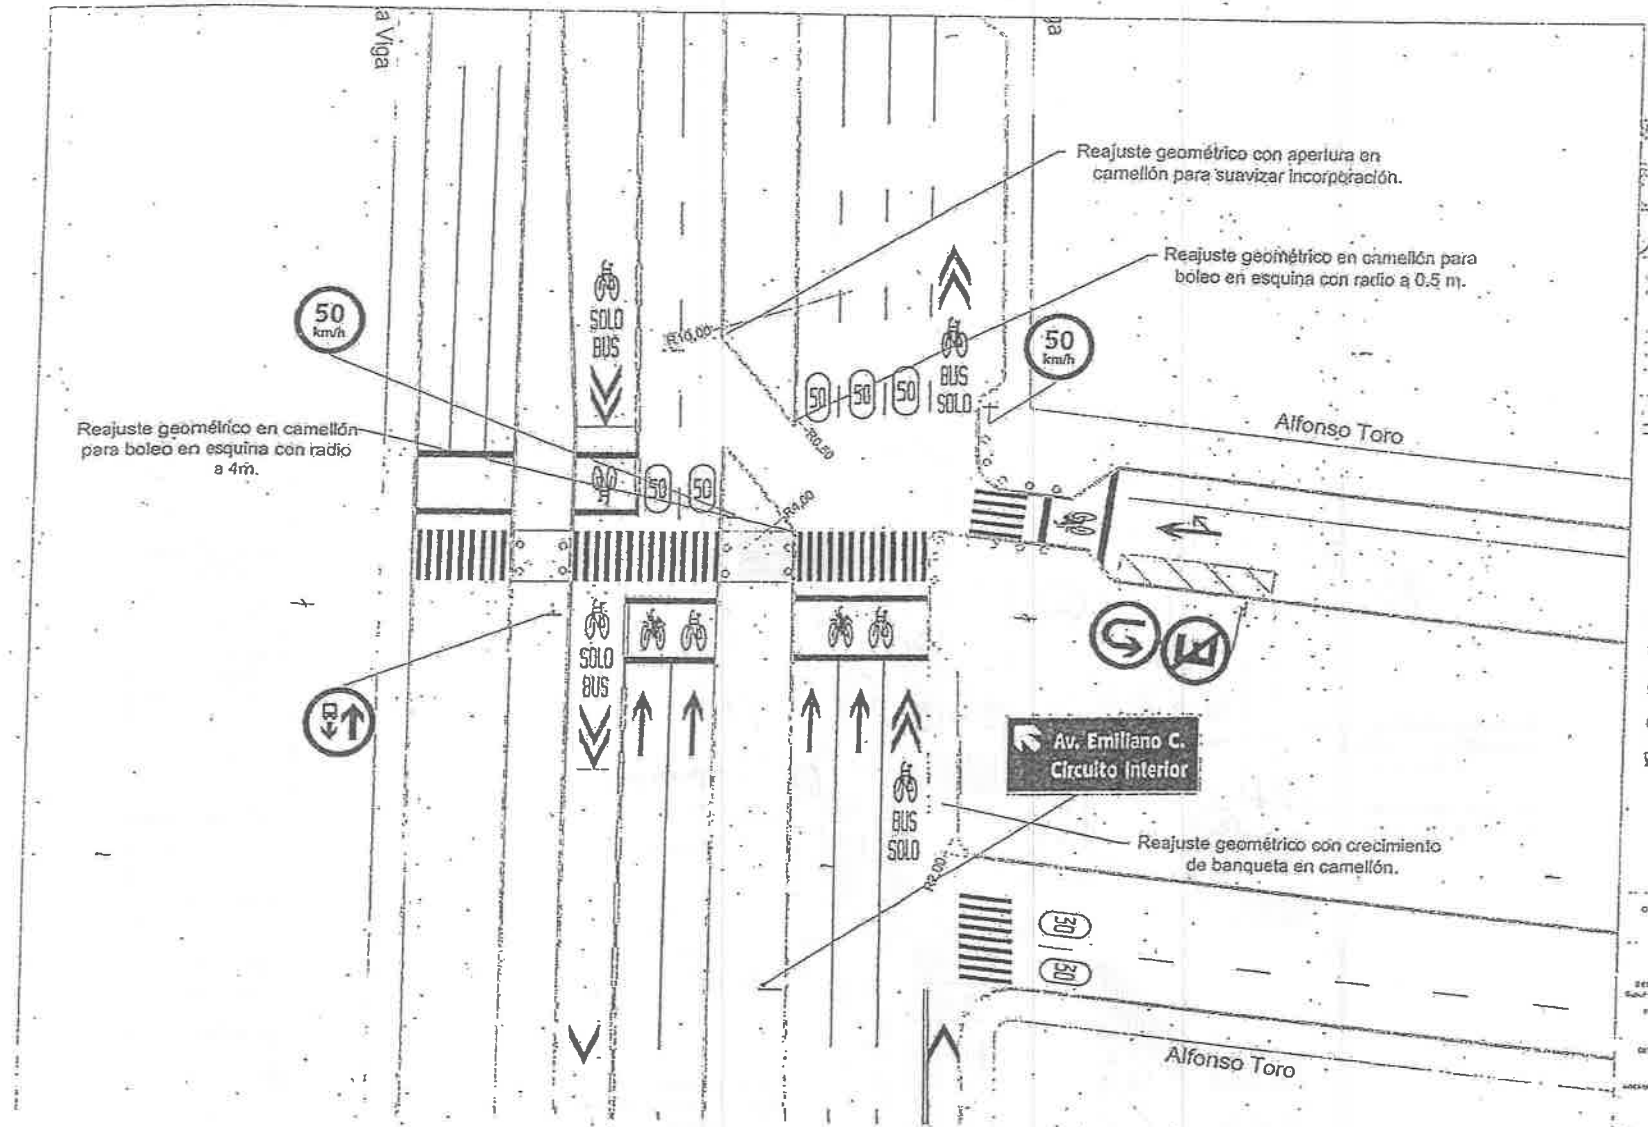 a Viga
Reajuste geométrico con apertura en
camellón para suavizar incorporación.
Reajuste geométrico en camellón para
boleo en esquina con radio a 0.5 m.
50
km/h
SOLO
BUS
R10,00
50
km/h
50
50
50
BUS
SOLO
Alfonso Toro
Reajuste geométrico en camellón
para boleo en esquina con radio
a 4m.
R0,50
50
50
R4,00
SOLO
BUS
Av. Emiliano C.
Circuito Interior
BUS
SOLO
Reajuste geométrico con crecimiento
de banqueta en camellón.
R2,00
30
Alfonso Toro